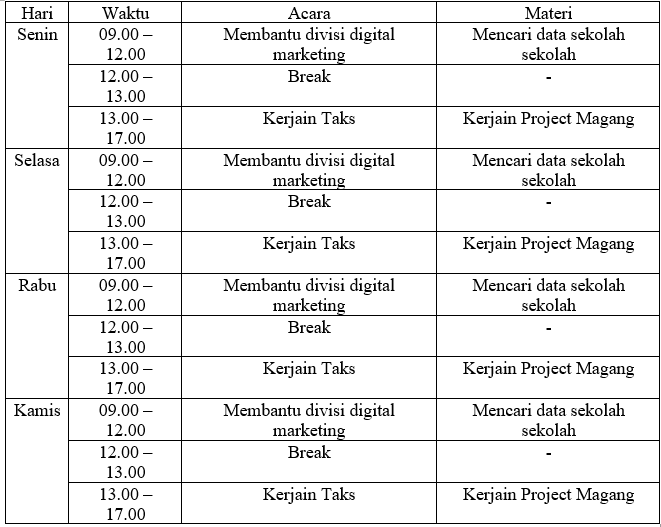 Hari Waktu Acara Materi
Senin 09.00 – Membantu divisi digital Mencari data sekolah
12.00 marketing sekolah
12.00 – Break -
13.00
13.00 – Kerjain Taks Kerjain Project Magang
17.00
Selasa 09.00 – Membantu divisi digital Mencari data sekolah
12.00 marketing sekolah
12.00 – Break -
13.00
13.00 – Kerjain Taks Kerjain Project Magang
17.00
Rabu 09.00 – Membantu divisi digital Mencari data sekolah
12.00 marketing sekolah
12.00 – Break -
13.00
13.00 – Kerjain Taks Kerjain Project Magang
17.00
Kamis 09.00 – Membantu divisi digital Mencari data sekolah
12.00 marketing sekolah
12.00 – Break -
13.00
13.00 – Kerjain Taks Kerjain Project Magang
17.00